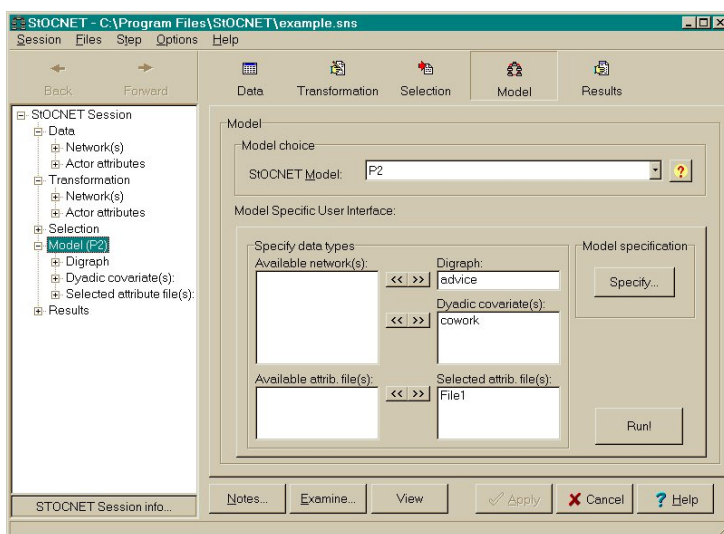 StOCNET - C:\Program Files\StOCNET\example.sns
Session Files Step Options Help
Back Forward Data Transformation Selection Model Results
StOCNET Session
Data
Network(s)
Actor attributes
Transformation
Network(s)
Actor attributes
Selection
Model (P2)
Digraph
Dyadic covariate(s):
Selected attribute file(s):
Results
STOCNET Session info...
Model
Model choice
StOCNET Model: P2
?
Model Specific User Interface:
Specify data types
Available network(s):
<< >>
Digraph:
advice
Dyadic covariate(s):
<< >>
cowork
Available attrib. file(s):
<< >>
Selected attrib. file(s):
File1
Model specification
Specify...
Run!
Notes... Examine... View Apply Cancel ? Help